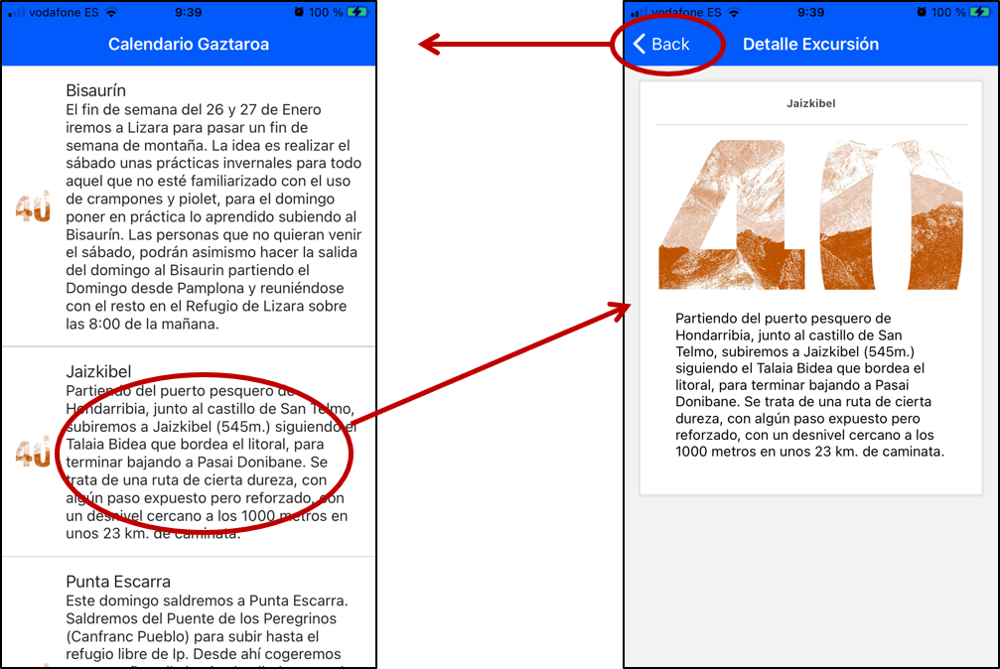 vodafone ES
9:39
100 %
Calendario Gaztaroa
Bisaurín
El fin de semana del 26 y 27 de Enero
iremos a Lizara para pasar un fin de
semana de montaña. La idea es realizar el
sábado unas prácticas invernales para todo
aquel que no esté familiarizado con el uso
de crampones y piolet, para el domingo
poner en práctica lo aprendido subiendo al
Bisaurín. Las personas que no quieran venir
el sábado, podrán asimismo hacer la salida
del domingo al Bisaurin partiendo el
Domingo desde Pamplona y reuniéndose
con el resto en el Refugio de Lizara sobre
las 8:00 de la mañana.
40
Jaizkibel
Partiendo del puerto pesquero de
Hondarribia, junto al castillo de San Telmo,
subiremos a Jaizkibel (545m.) siguiendo el
Talaia Bidea que bordea el litoral, para
terminar bajando a Pasai Donibane. Se
trata de una ruta de cierta dureza, con
algún paso expuesto pero reforzado, con
un desnivel cercano a los 1000 metros en
unos 23 km. de caminata.
40
Punta Escarra
Este domingo saldremos a Punta Escarra.
Saldremos del Puente de los Peregrinos
(Canfranc Pueblo) para subir hasta el
refugio libre de Ip. Desde ahí cogeremos
vodafone ES
9:39
100 %
Back
Detalle Excursión
Jaizkibel
40
Partiendo del puerto pesquero de
Hondarribia, junto al castillo de San
Telmo, subiremos a Jaizkibel (545m.)
siguiendo el Talaia Bidea que bordea el
litoral, para terminar bajando a Pasai
Donibane. Se trata de una ruta de cierta
dureza, con algún paso expuesto pero
reforzado, con un desnivel cercano a los
1000 metros en unos 23 km. de caminata.